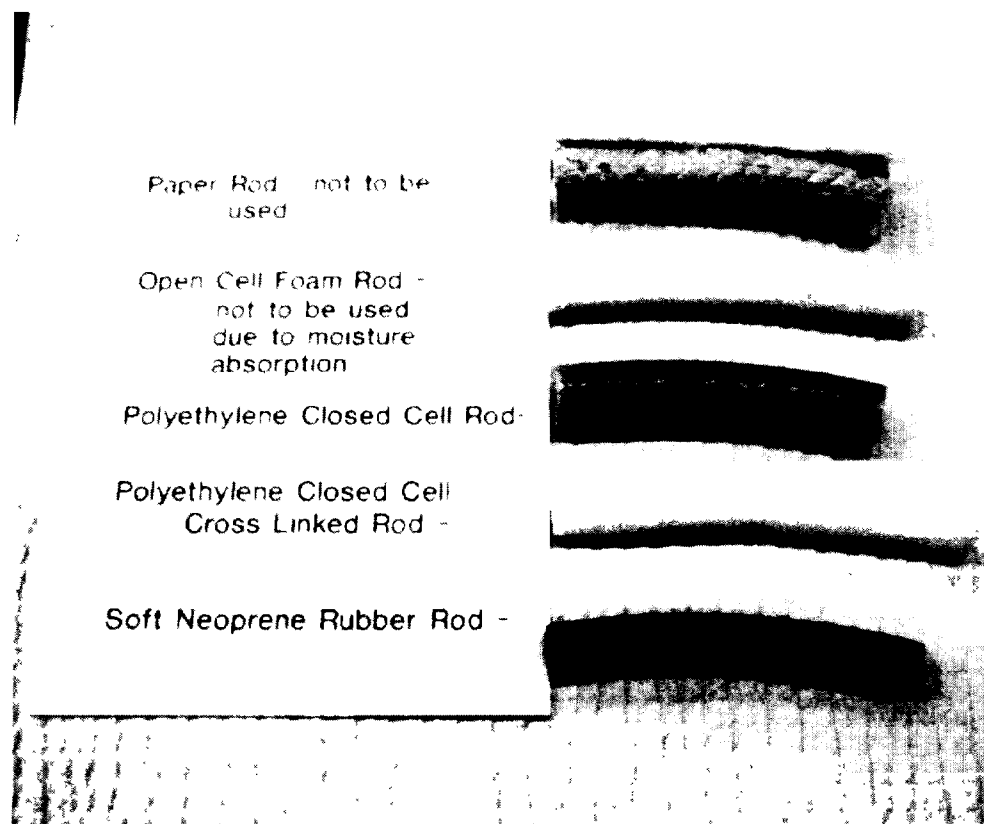 Paper Rod not to be
used
Open Cell Foam Rod -
not to be used
due to moisture
absorption
Polyethylene Closed Cell Rod-
Polyethylene Closed Cell
Cross Linked Rod -
Soft Neoprene Rubber Rod -